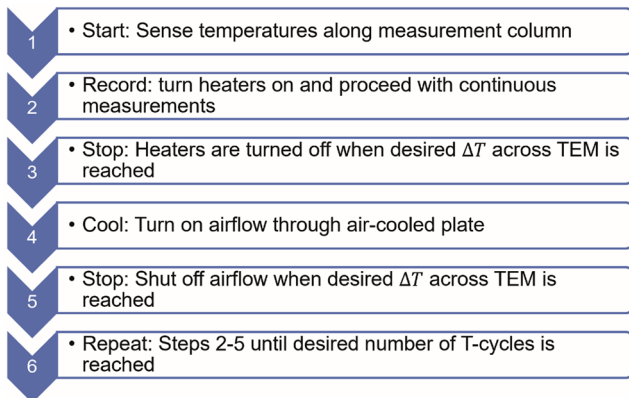 1
• Start: Sense temperatures along measurement column
2
• Record: turn heaters on and proceed with continuous
measurements
3
• Stop: Heaters are turned off when desired ΔT across TEM is
reached
4
• Cool: Turn on airflow through air-cooled plate
5
• Stop: Shut off airflow when desired ΔT across TEM is
reached
6
• Repeat: Steps 2-5 until desired number of T-cycles is
reached